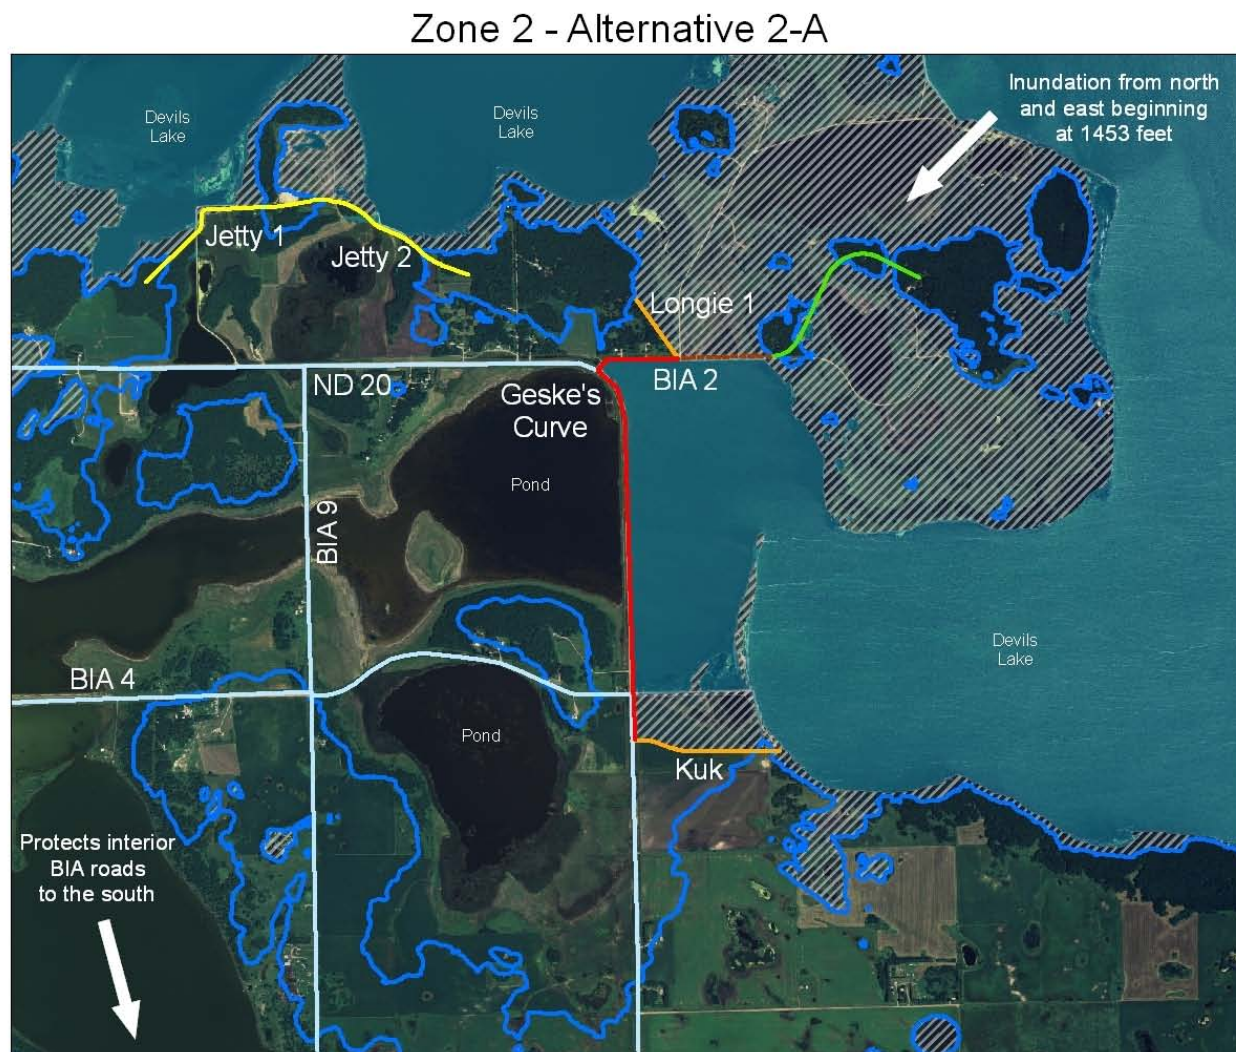 Zone 2 - Alternative 2-A
Inundation from north
and east beginning
at 1453 feet
Devils
Lake
Devils
Lake
Jetty 1
Jetty 2
Longie 1
ND 20
BIA 2
Geske's
Curve
Pond
BIA 9
Devils
Lake
BIA 4
Pond
Kuk
Protects interior
BIA roads
to the south